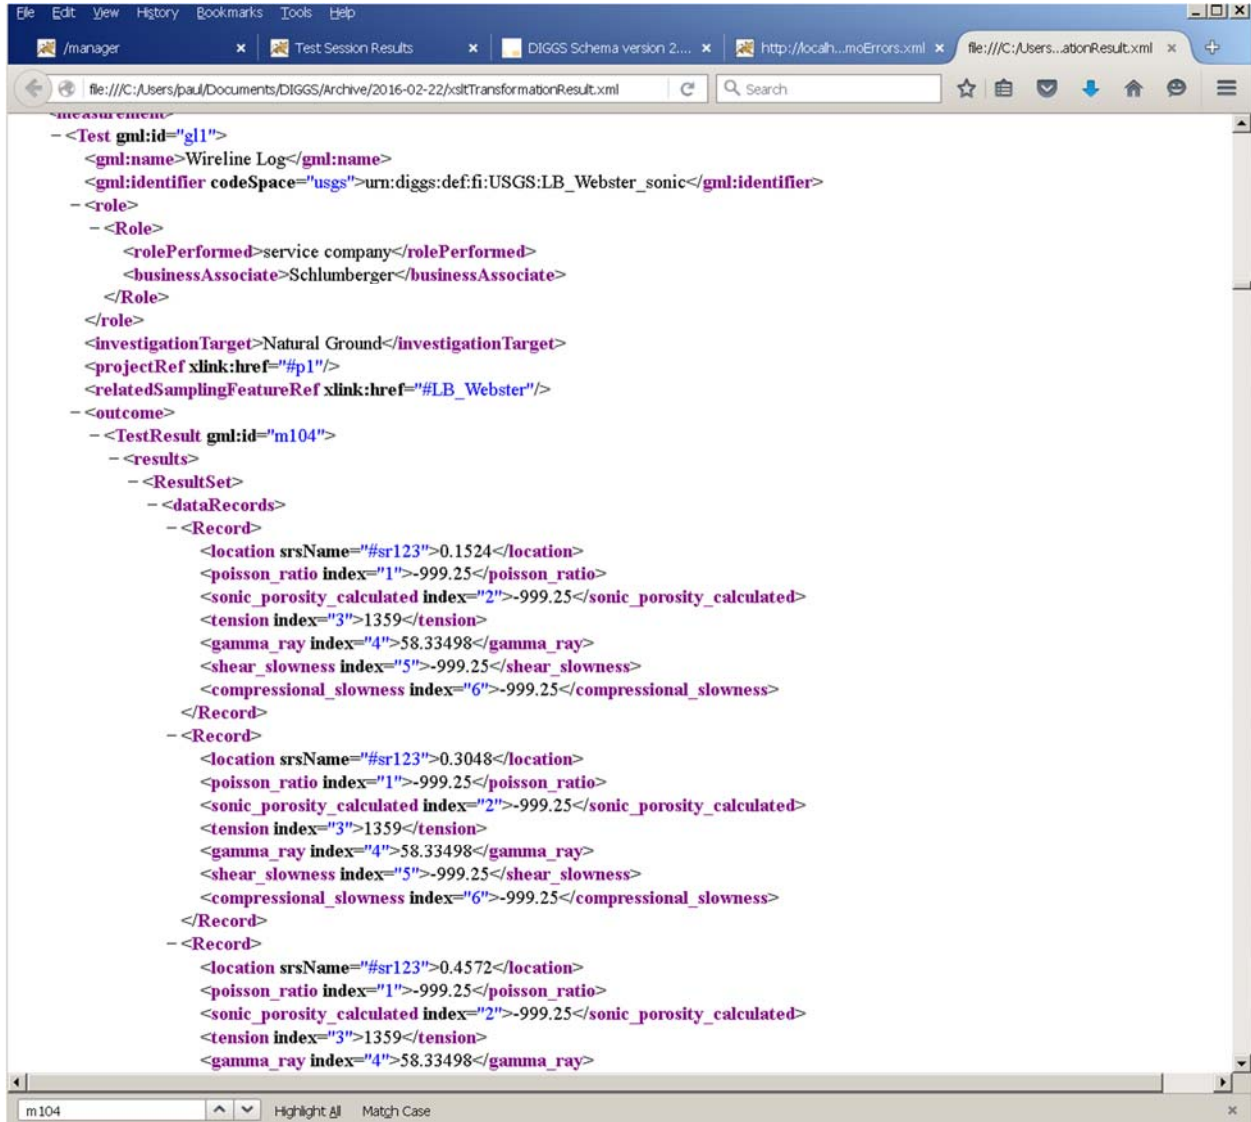 File Edit View History Bookmarks Tools Help
/manager × Test Session Results × DIGGS Schema version 2.... × http://localh...moErrors.xml × file:///C:/Users...ationResult.xml ×
file:///C:/Users/paul/Documents/DIGGS/Archive/2016-02-22/xsltTransformationResult.xml Search
<measurement>
−<Test gml:id="gl1">
<gml:name>Wireline Log</gml:name>
<gml:identifier codeSpace="usgs">urn:diggs:def:fi:USGS:LB_Webster_sonic</gml:identifier>
−<role>
−<Role>
<rolePerformed>service company</rolePerformed>
<businessAssociate>Schlumberger</businessAssociate>
</Role>
</role>
<investigationTarget>Natural Ground</investigationTarget>
<projectRef xlink:href="#p1"/>
<relatedSamplingFeatureRef xlink:href="#LB_Webster"/>
−<outcome>
−<TestResult gml:id="m104">
−<results>
−<ResultSet>
−<dataRecords>
−<Record>
<location srsName="#sr123">0.1524</location>
<poisson_ratio index="1">-999.25</poisson_ratio>
<sonic_porosity_calculated index="2">-999.25</sonic_porosity_calculated>
<tension index="3">1359</tension>
<gamma_ray index="4">58.33498</gamma_ray>
<shear_slowness index="5">-999.25</shear_slowness>
<compressional_slowness index="6">-999.25</compressional_slowness>
</Record>
−<Record>
<location srsName="#sr123">0.3048</location>
<poisson_ratio index="1">-999.25</poisson_ratio>
<sonic_porosity_calculated index="2">-999.25</sonic_porosity_calculated>
<tension index="3">1359</tension>
<gamma_ray index="4">58.33498</gamma_ray>
<shear_slowness index="5">-999.25</shear_slowness>
<compressional_slowness index="6">-999.25</compressional_slowness>
</Record>
−<Record>
<location srsName="#sr123">0.4572</location>
<poisson_ratio index="1">-999.25</poisson_ratio>
<sonic_porosity_calculated index="2">-999.25</sonic_porosity_calculated>
<tension index="3">1359</tension>
<gamma_ray index="4">58.33498</gamma_ray>
m104 Highlight All Match Case ×